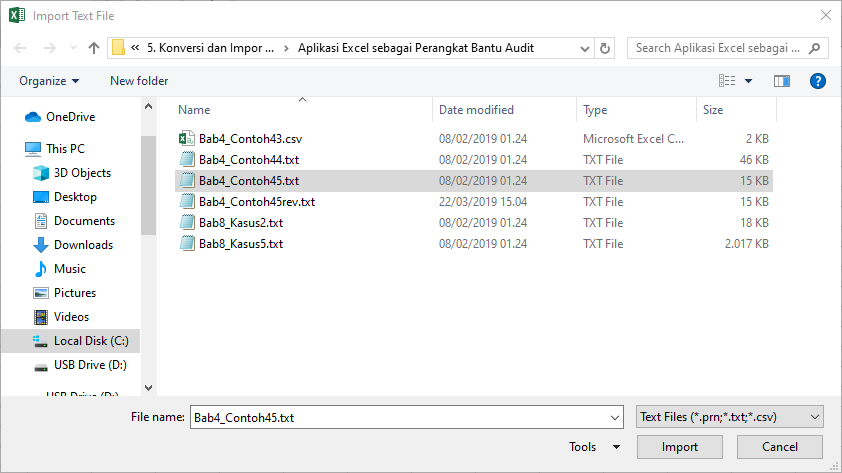 Import Text File
« 5. Konversi dan Impor ... > Aplikasi Excel sebagai Perangkat Bantu Audit
Search Aplikasi Excel sebagai ...
Organize New folder
Name Date modified Type Size
OneDrive
This PC
3D Objects
Desktop
Documents
Downloads
Music
Pictures
Videos
Local Disk (C:)
USB Drive (D:)
USB Drive (D:)
Bab4_Contoh43.csv 08/02/2019 01.24 Microsoft Excel C... 2 KB
Bab4_Contoh44.txt 08/02/2019 01.24 TXT File 46 KB
Bab4_Contoh45.txt 08/02/2019 01.24 TXT File 15 KB
Bab4_Contoh45rev.txt 22/03/2019 15.04 TXT File 15 KB
Bab8_Kasus2.txt 08/02/2019 01.24 TXT File 18 KB
Bab8_Kasus5.txt 08/02/2019 01.24 TXT File 2.017 KB
File name: Bab4_Contoh45.txt Text Files (*.prn;*.txt;*.csv)
Tools Import Cancel